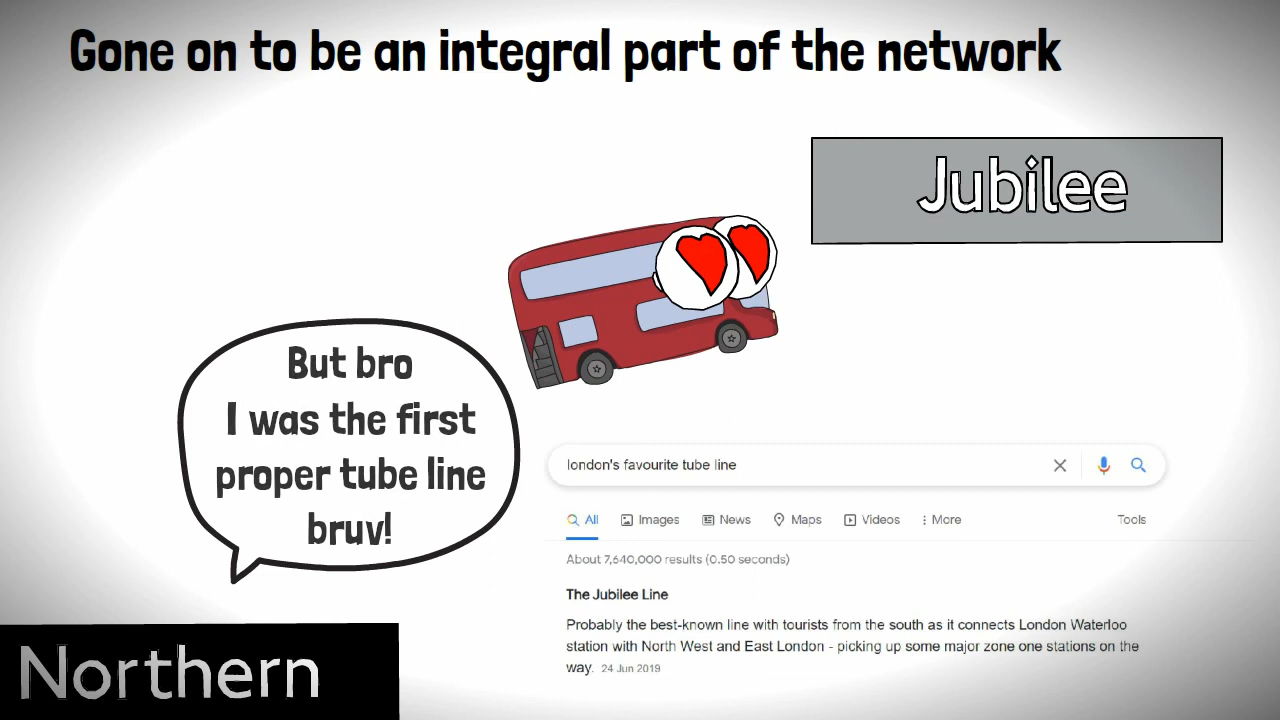 Gone on to be an integral part of the network
Jubilee
But bro
I was the first
proper tube line
bruv!
london's favourite tube line
All Images News Maps Videos More Tools
About 7,640,000 results (0.50 seconds)
The Jubilee Line
Probably the best-known line with tourists from the south as it connects London Waterloo
station with North West and East London - picking up some major zone one stations on the
way. 24 Jun 2019
Northern